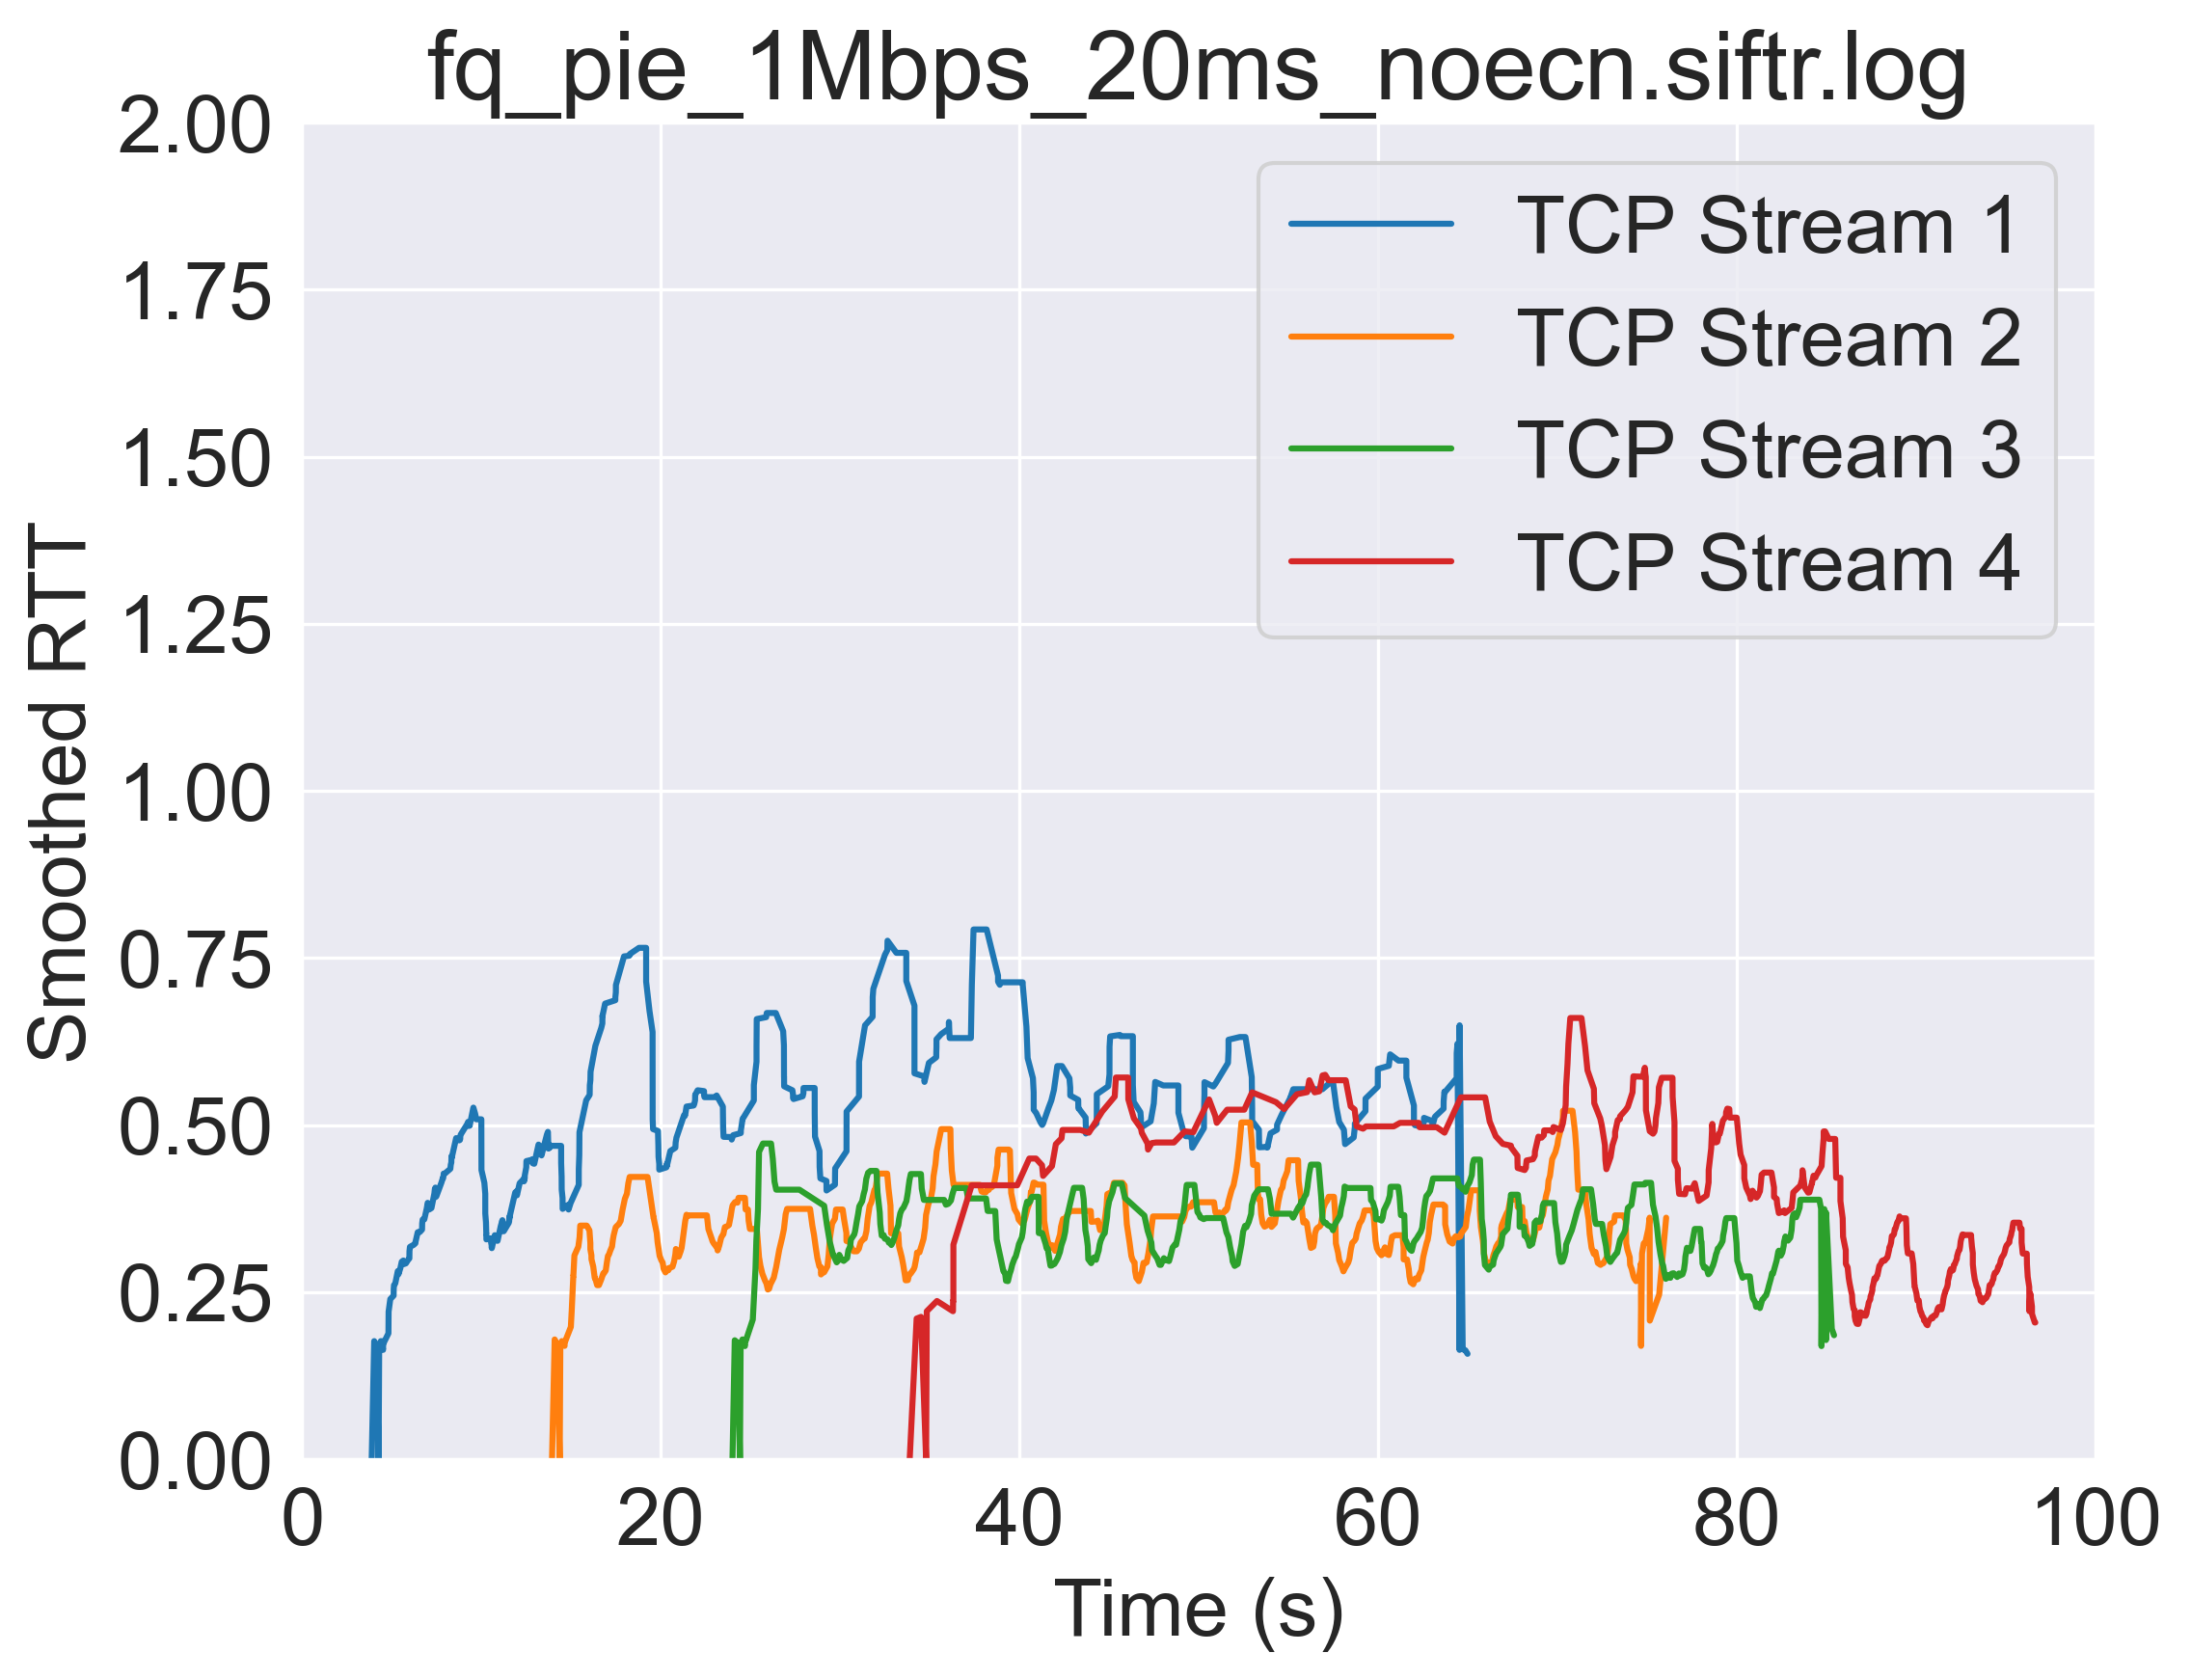 fq_pie_1Mbps_20ms_noecn.siftr.log
2.00
1.75
1.50
1.25
1.00
0.75
0.50
0.25
0.00
Smoothed RTT
TCP Stream 1
TCP Stream 2
TCP Stream 3
TCP Stream 4
0 20 40 60 80 100
Time (s)